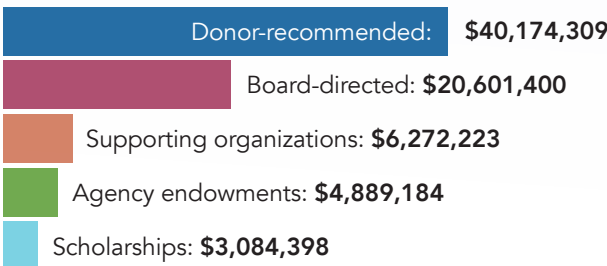 Donor-recommended: $40,174,309
Board-directed: $20,601,400
Supporting organizations: $6,272,223
Agency endowments: $4,889,184
Scholarships: $3,084,398